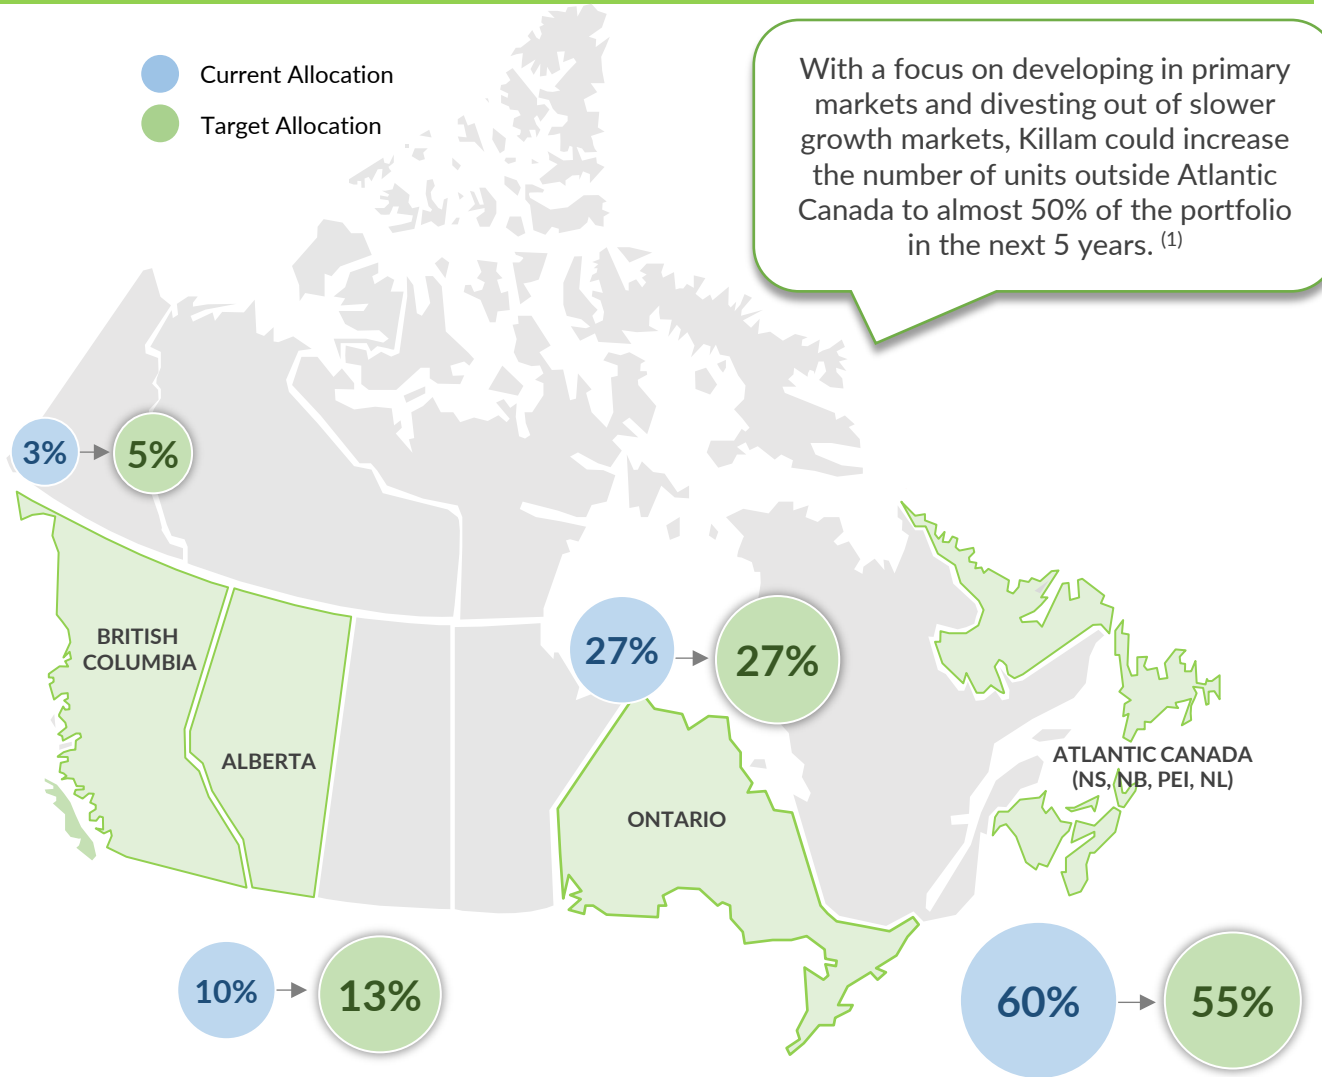 Current Allocation
Target Allocation
With a focus on developing in primary
markets and divesting out of slower
growth markets, Killam could increase
the number of units outside Atlantic
Canada to almost 50% of the portfolio
in the next 5 years. (1)
3%
5%
BRITISH
COLUMBIA
ALBERTA
27%
27%
ONTARIO
ATLANTIC CANADA
(NS, NB, PEI, NL)
10%
13%
60%
55%